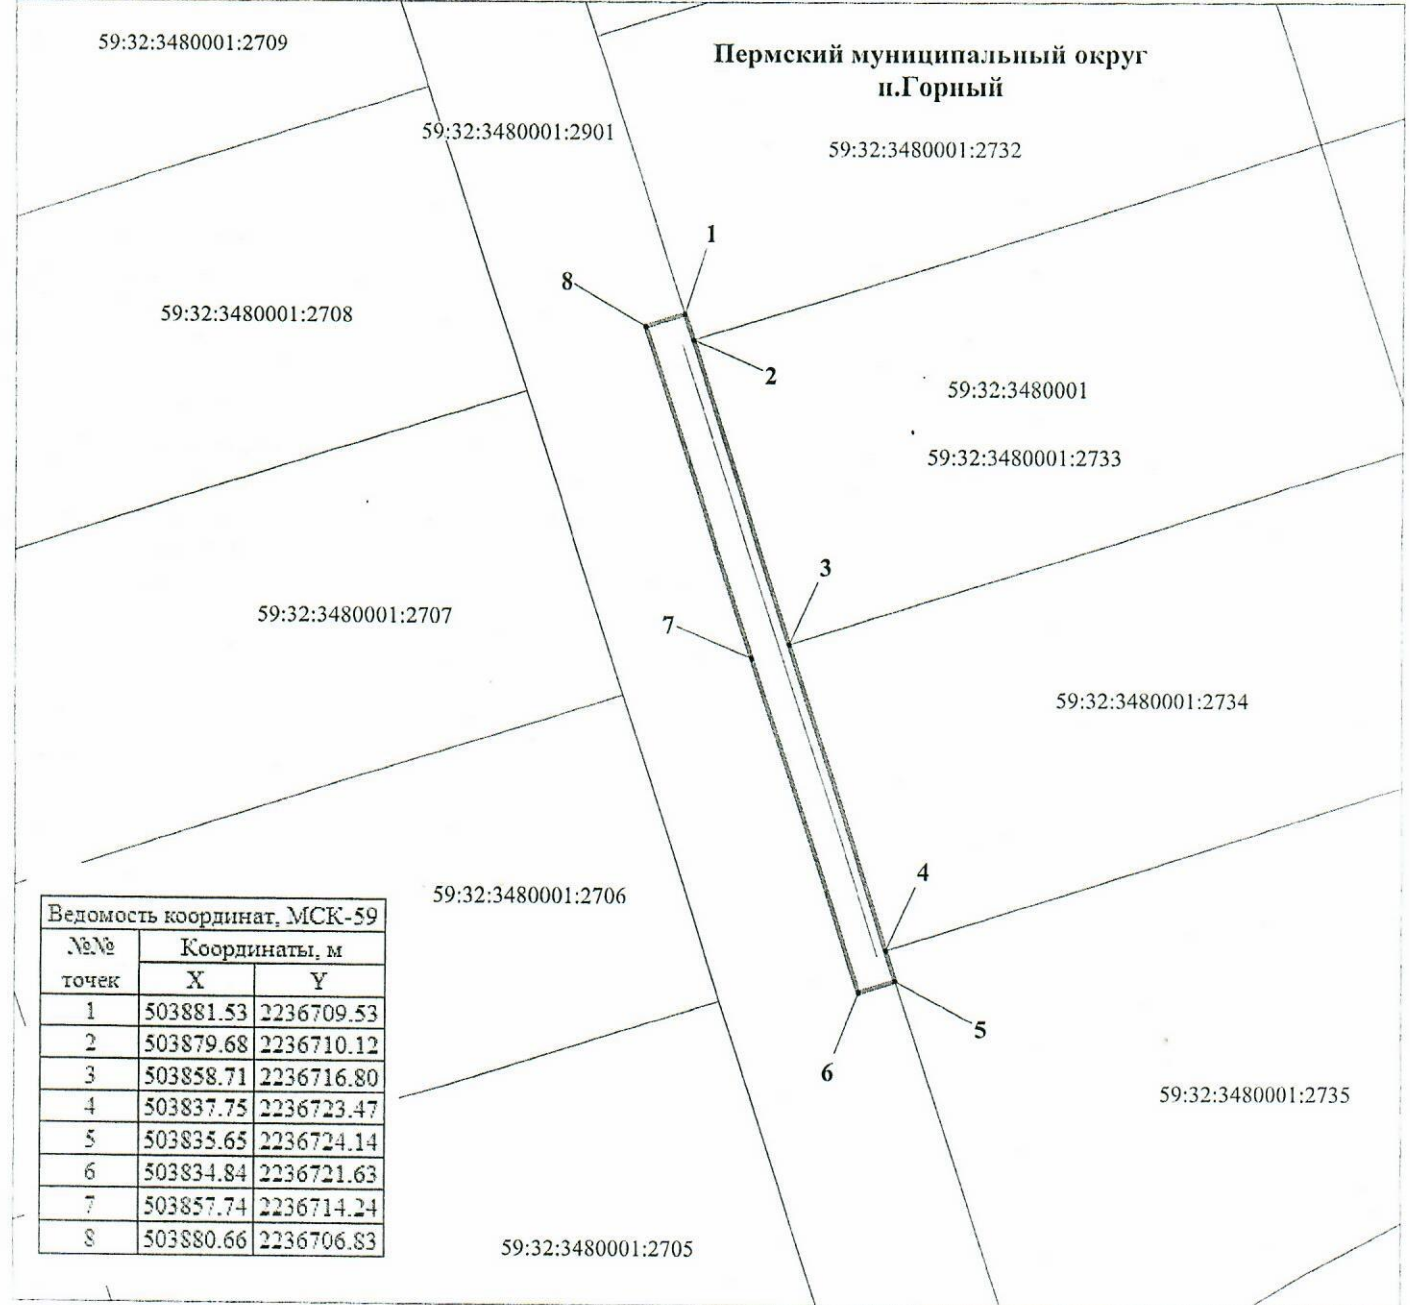 59:32:3480001:2709
Пермский муниципальный округ
п.Горный
59:32:3480001:2901
59:32:3480001:2732
1
8
59:32:3480001:2708
2
59:32:3480001
59:32:3480001:2733
3
59:32:3480001:2707
7
59:32:3480001:2734
4
59:32:3480001:2706
Ведомость координат, МСК-59
№№ Координаты, м
точек X Y
1 503881.53 2236709.53
2 503879.68 2236710.12
3 503858.71 2236716.80
4 503837.75 2236723.47
5 503835.65 2236724.14
6 503834.84 2236721.63
7 503857.74 2236714.24
8 503880.66 2236706.83
5
6
59:32:3480001:2735
59:32:3480001:2705